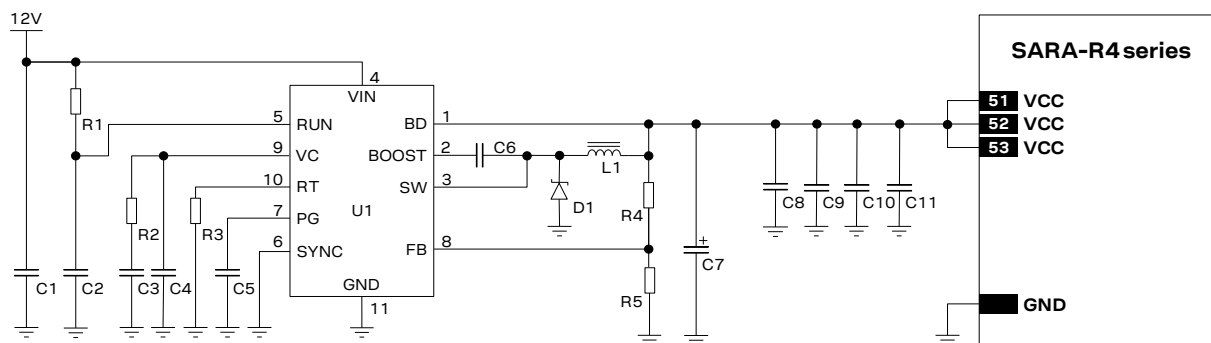 12V
SARA-R4 series
4
VIN
51 VCC
R1
5 RUN
BD 1
52 VCC
9 VC
BOOST 2
C6
53 VCC
L1
10 RT
SW 3
U1
D1
R4
C8 C9 C10 C11
R2
R3
7 PG
6 SYNC
FB 8
+
C7
C1 C2 C3 C4 C5
GND
R5
11
GND